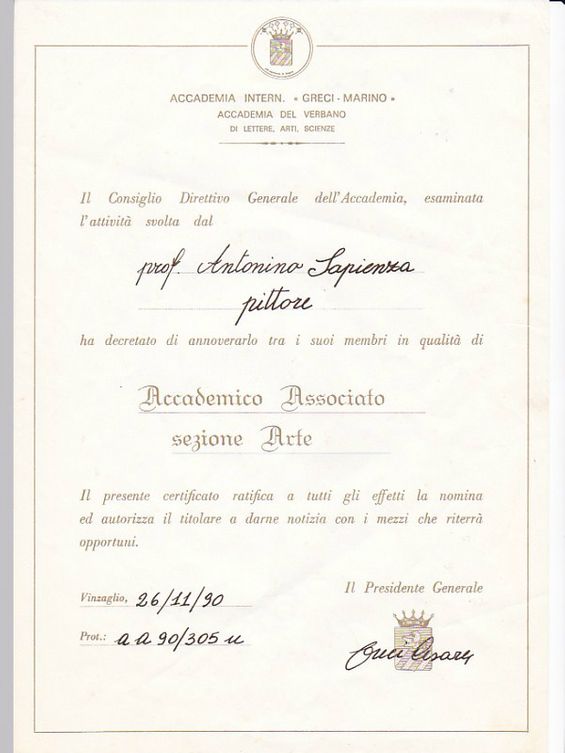 ACCADEMIA INTERN. « GRECI - MARINO »
ACCADEMIA DEL VERBANO
DI LETTERE, ARTI, SCIENZE
Il Consiglio Direttivo Generale dell'Accademia, esaminata
l'attività svolta dal
prof. Antonino Sapienza
pittore
ha decretato di annoverarlo tra i suoi membri in qualità di
Accademico Associato
sezione Arte
Il presente certificato ratifica a tutti gli effetti la nomina
ed autorizza il titolare a darne notizia con i mezzi che riterrà
opportuni.
Il Presidente Generale
Vinzaglio, 26/11/90
Prot.: a a 90/305 u